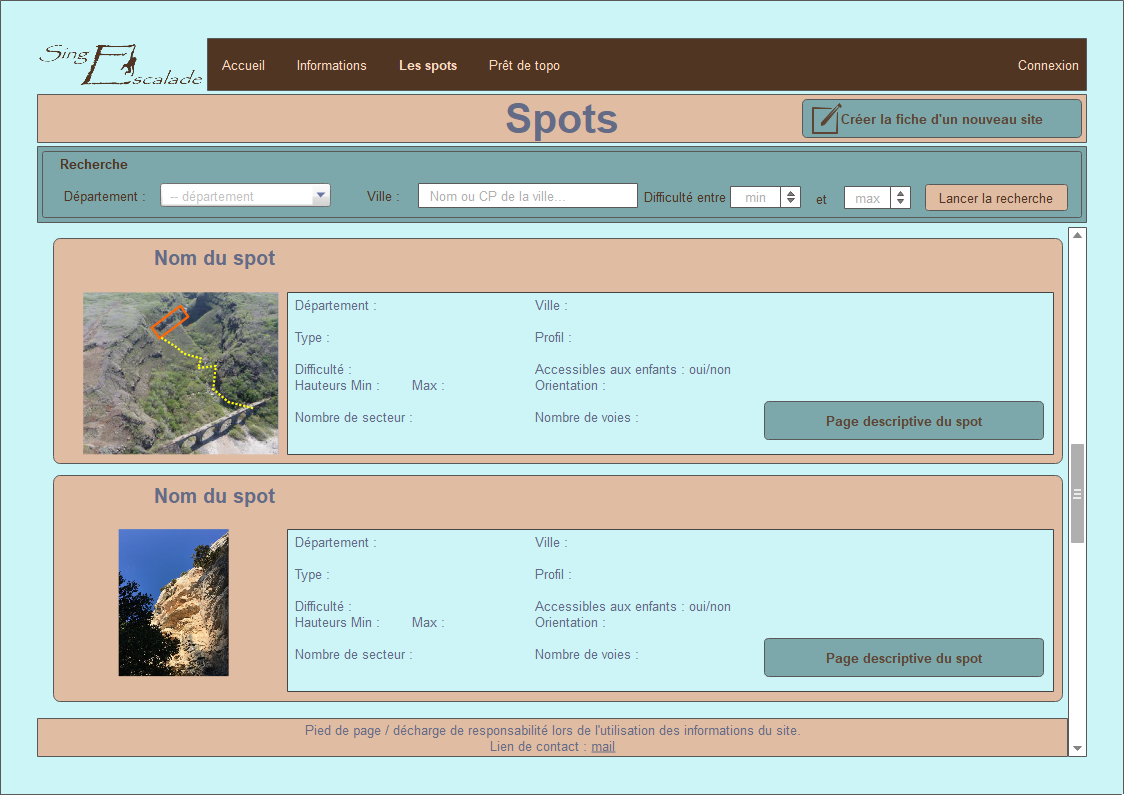 Sing Escalade
Accueil Informations Les spots Prêt de topo Connexion
Spots
Créer la fiche d'un nouveau site
Recherche
Département : -- département Ville : Nom ou CP de la ville... Difficulté entre min et max Lancer la recherche
Nom du spot
Département : Ville :
Type : Profil :
Difficulté : Accessibles aux enfants : oui/non
Hauteurs Min : Max : Orientation :
Nombre de secteur : Nombre de voies :
Page descriptive du spot
Nom du spot
Département : Ville :
Type : Profil :
Difficulté : Accessibles aux enfants : oui/non
Hauteurs Min : Max : Orientation :
Nombre de secteur : Nombre de voies :
Page descriptive du spot
Pied de page / décharge de responsabilité lors de l'utilisation des informations du site.
Lien de contact : mail